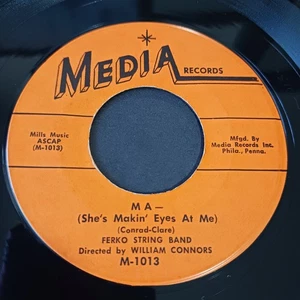 MEDIA
RECORDS
Mills Music
ASCAP
(M-1013)
Mfgd. By
Media Records Inc.
Phila., Penna.
MA—
(She's Makin' Eyes At Me)
(Conrad-Clare)
FERKO STRING BAND
Directed by WILLIAM CONNORS
M-1013